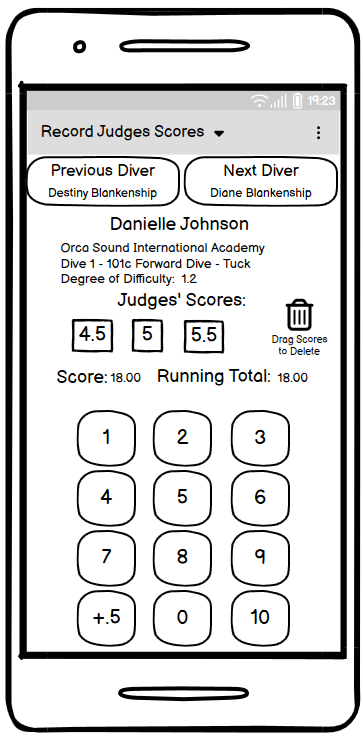 19:23
Record Judges Scores
Previous Diver
Destiny Blankenship
Next Diver
Diane Blankenship
Danielle Johnson
Orca Sound International Academy
Dive 1 - 101c Forward Dive - Tuck
Degree of Difficulty: 1.2
Judges' Scores:
4.5 5 5.5
Drag Scores
to Delete
Score: 18.00 Running Total: 18.00
1 2 3
4 5 6
7 8 9
+.5 0 10